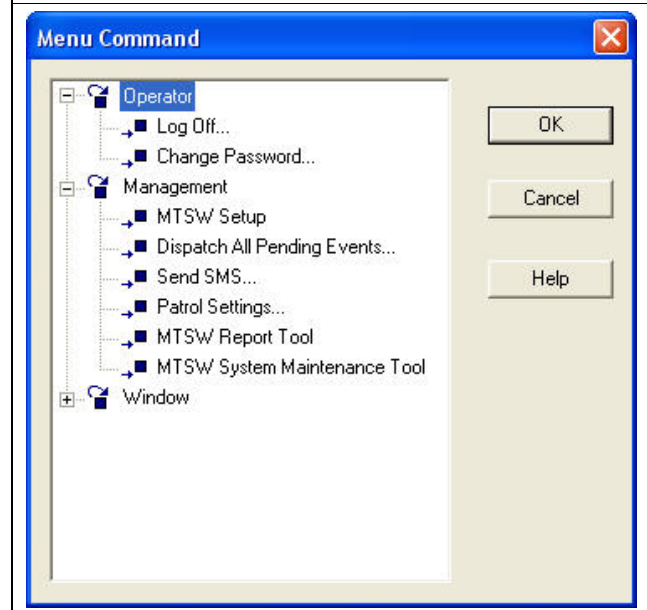 Menu Command
Operator
Log Off...
Change Password...
Management
MTSW Setup
Dispatch All Pending Events...
Send SMS...
Patrol Settings...
MTSW Report Tool
MTSW System Maintenance Tool
Window
OK
Cancel
Help